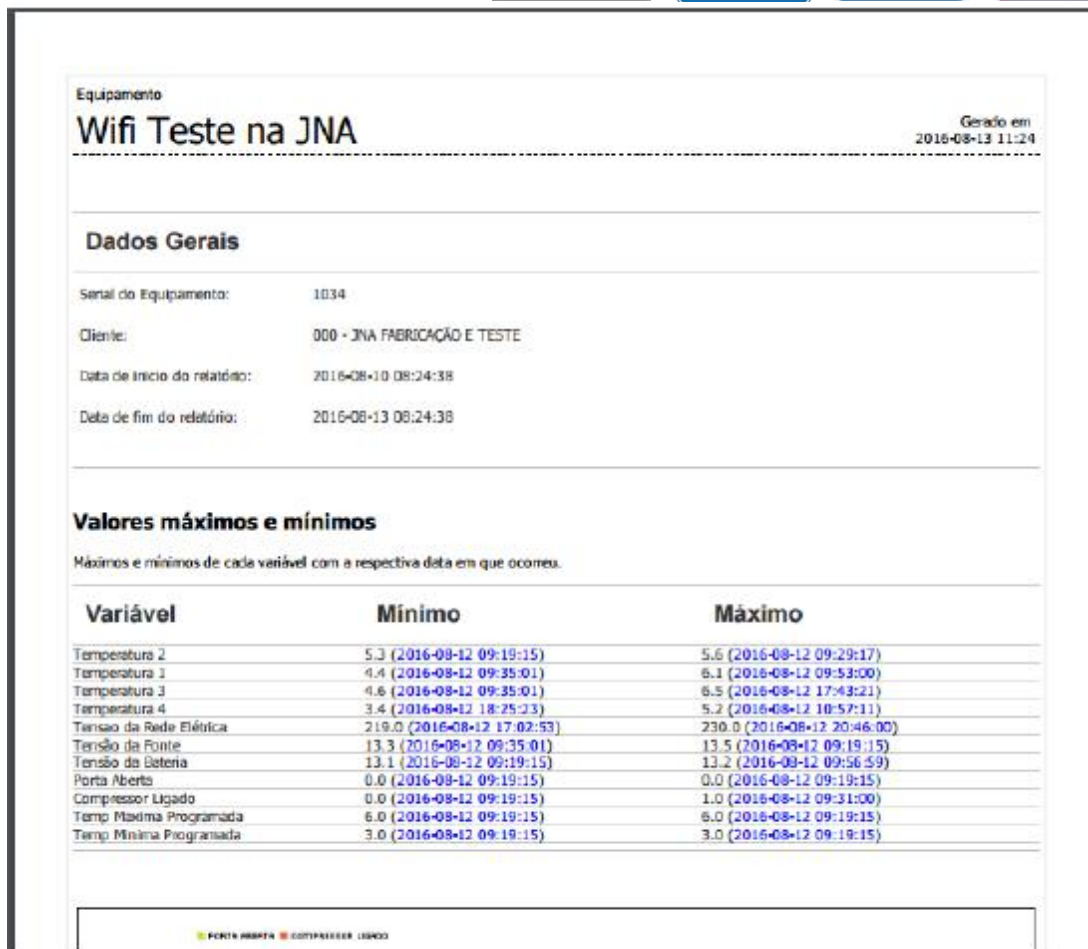 Equipamento
Wifi Teste na JNA
Gerado em
2016-08-13 11:24
Dados Gerais
Serial do Equipamento: 1034
Cliente: 000 - JNA FABRICAÇÃO E TESTE
Data de inicio do relatório: 2016-08-10 08:24:38
Data de fim do relatório: 2016-08-13 08:24:38
Valores máximos e mínimos
Máximos e mínimos de cada variável com a respectiva data em que ocorreu.
Variável Mínimo Máximo
Temperatura 2 5.3 (2016-08-12 09:19:15) 5.6 (2016-08-12 09:29:17)
Temperatura 1 4.4 (2016-08-12 09:35:01) 6.1 (2016-08-12 09:53:00)
Temperatura 3 4.6 (2016-08-12 09:35:01) 6.5 (2016-08-12 17:43:21)
Temperatura 4 3.4 (2016-08-12 18:25:23) 5.2 (2016-08-12 10:57:11)
Tensao da Rede Elétrica 219.0 (2016-08-12 17:02:53) 230.0 (2016-08-12 20:46:00)
Tensão da Fonte 13.3 (2016-08-12 09:35:01) 13.5 (2016-08-12 09:19:15)
Tensão da Bateria 13.1 (2016-08-12 09:19:15) 13.2 (2016-08-12 09:56:59)
Porta Aberta 0.0 (2016-08-12 09:19:15) 0.0 (2016-08-12 09:19:15)
Compressor Ligado 0.0 (2016-08-12 09:19:15) 1.0 (2016-08-12 09:31:00)
Temp Maxima Programada 6.0 (2016-08-12 09:19:15) 6.0 (2016-08-12 09:19:15)
Temp Minima Programada 3.0 (2016-08-12 09:19:15) 3.0 (2016-08-12 09:19:15)
PORTA ABERTA COMPRESSOR LIGADO